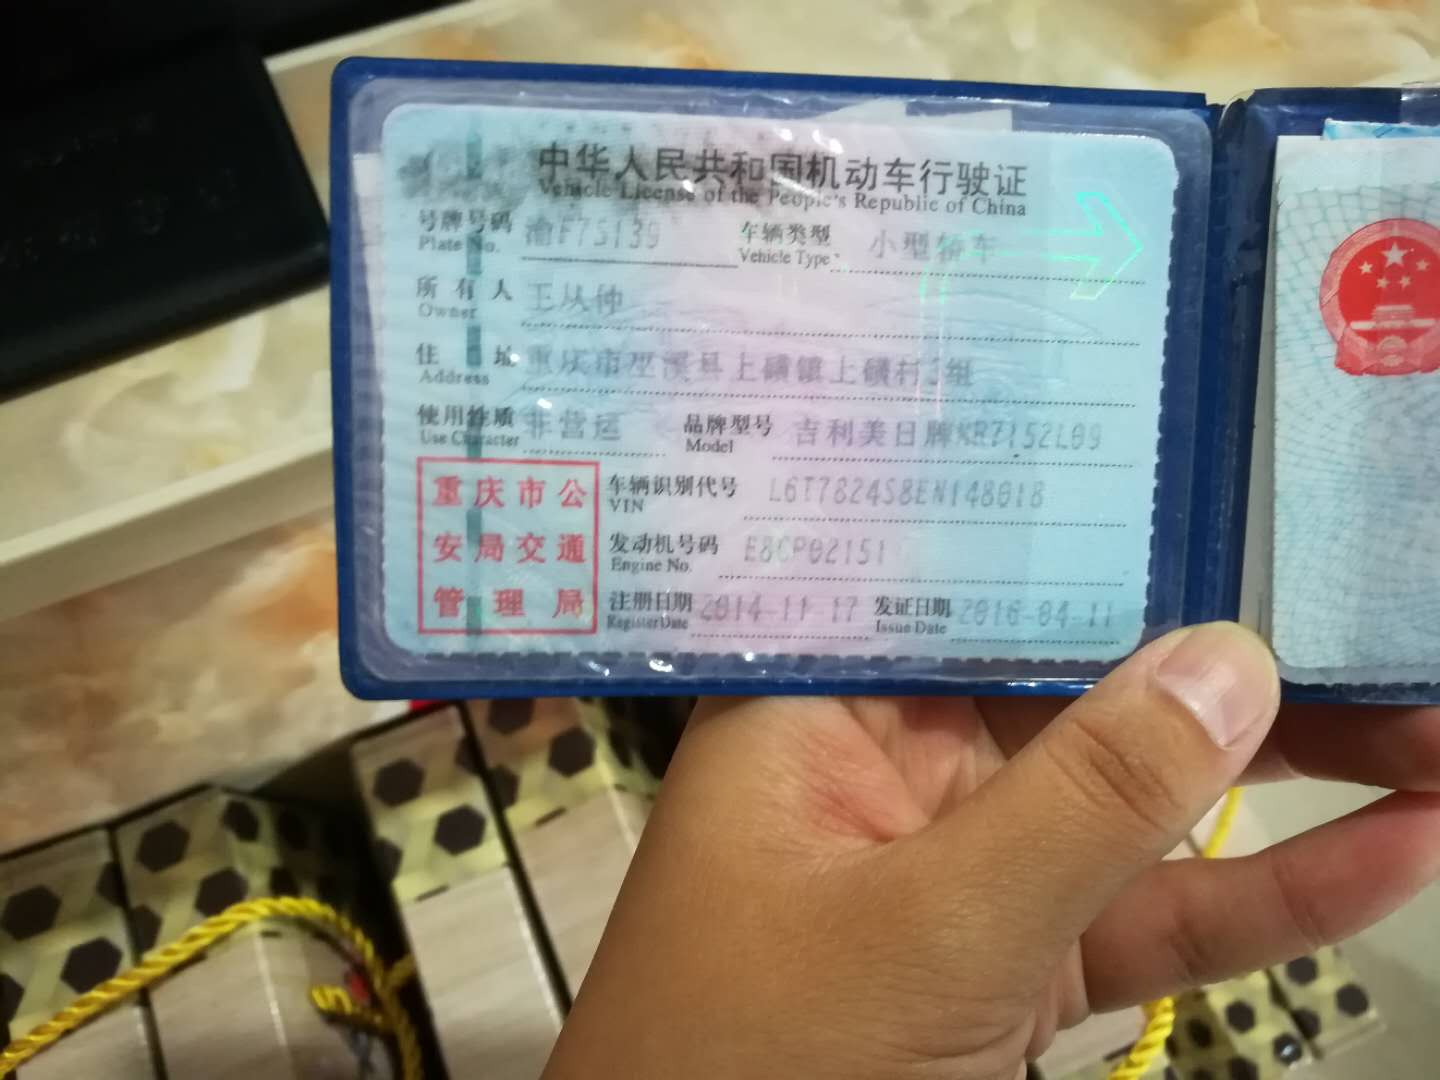 中华人民共和国机动车行驶证
Vehicle License of the People's Republic of China
号牌号码 渝F75139 车辆类型 小型轿车
Plate No. Vehicle Type
所有人 王从仲
Owner
住址 重庆市巫溪县上磺镇上磺村3组
Address
使用性质 非营运 品牌型号 吉利美日牌MR7152L09
Use Character Model
重庆市公
安局交通
管理局
车辆识别代号 L6T7824S8EN148018
VIN
发动机号码 E8CP02151
Engine No.
注册日期 2014-11-17 发证日期 2016-04-11
Register Date Issue Date